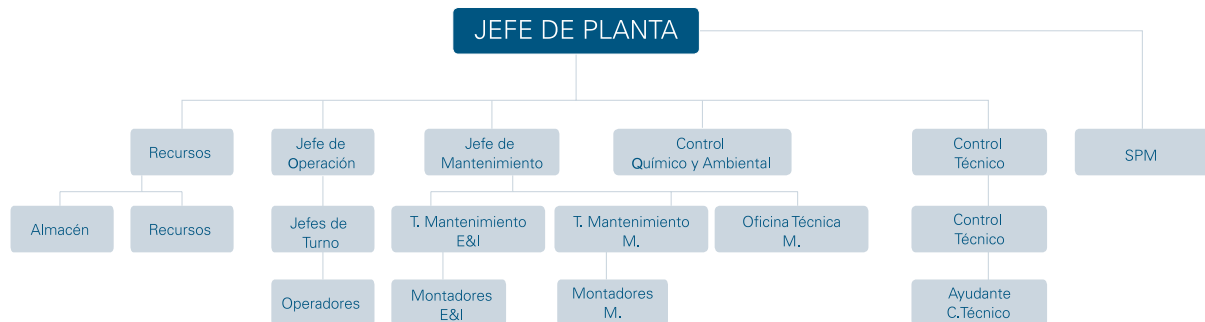 JEFE DE PLANTA
Recursos
Jefe de
Operación
Jefe de
Mantenimiento
Control
Químico y Ambiental
Control
Técnico
SPM
Almacén
Recursos
Jefes de
Turno
T. Mantenimiento
E&I
T. Mantenimiento
M.
Oficina Técnica
M.
Control
Técnico
Operadores
Montadores
E&I
Montadores
M.
Ayudante
C.Técnico